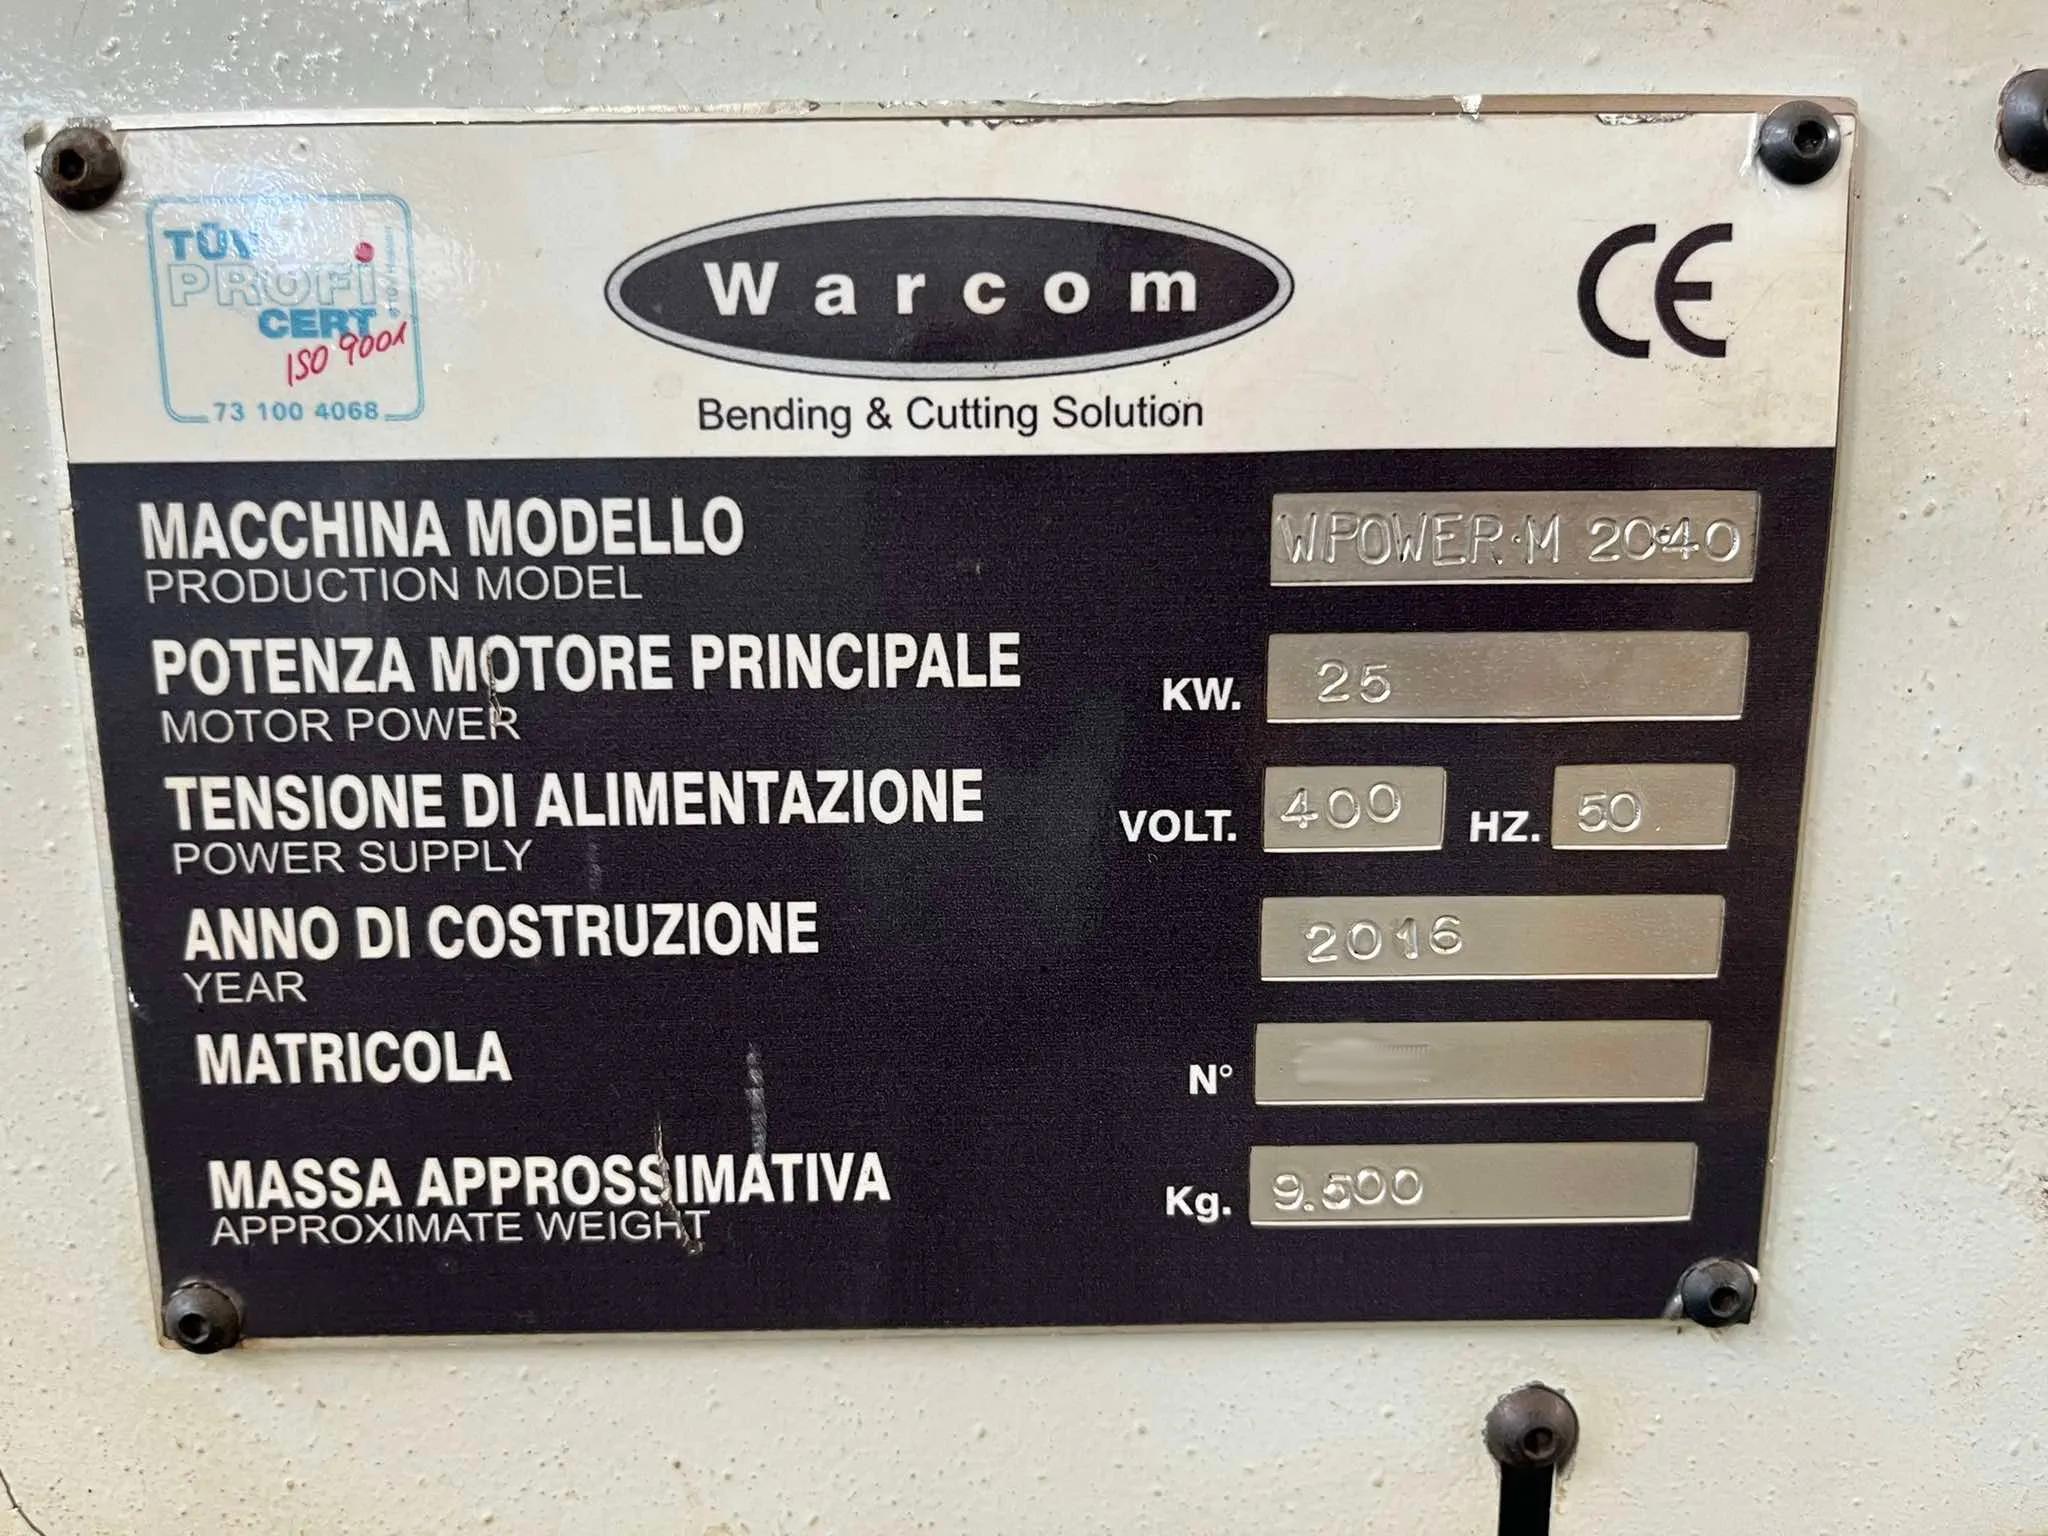 TÜV
PROFi
CERT
ISO 9001
73 100 4068
Warcom
Bending & Cutting Solution
CE
MACCHINA MODELLO
PRODUCTION MODEL
WPOWER·M 20·40
POTENZA MOTORE PRINCIPALE
MOTOR POWER
KW. 25
TENSIONE DI ALIMENTAZIONE
POWER SUPPLY
VOLT. 400 HZ. 50
ANNO DI COSTRUZIONE
YEAR
2016
MATRICOLA
N°
MASSA APPROSSIMATIVA
APPROXIMATE WEIGHT
Kg. 9.500